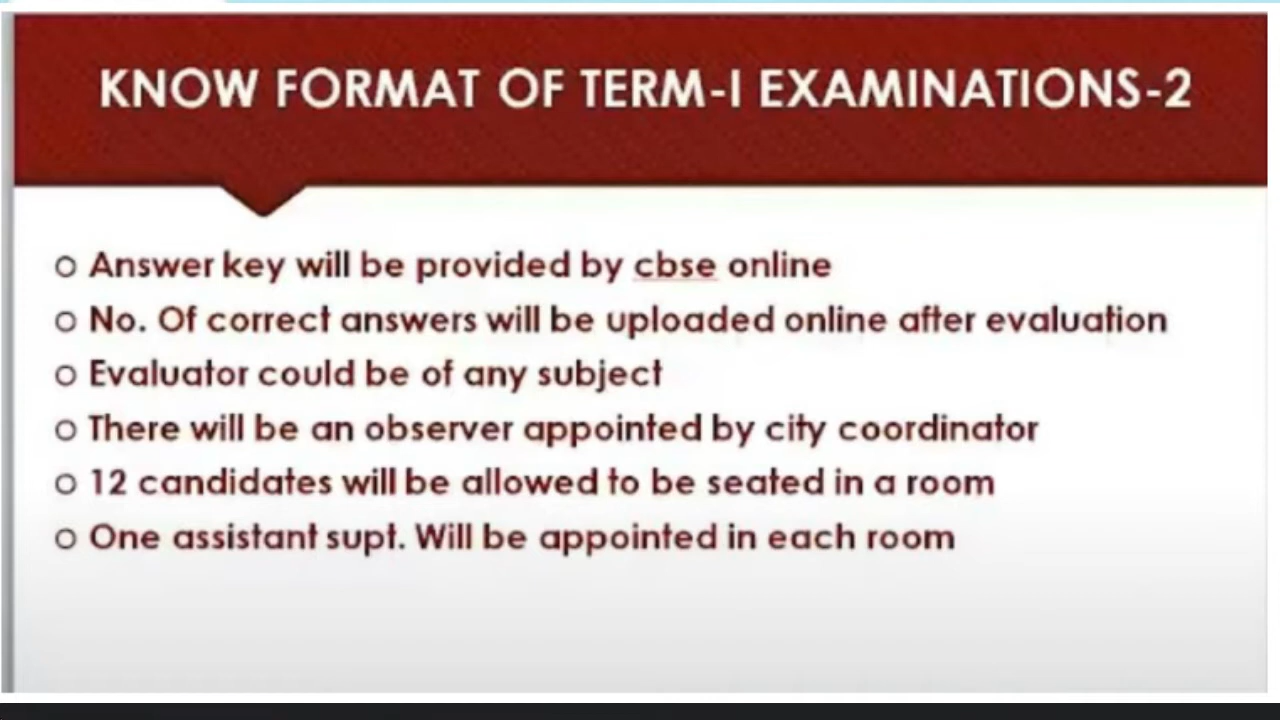 KNOW FORMAT OF TERM-I EXAMINATIONS-2
Answer key will be provided by cbse online
No. Of correct answers will be uploaded online after evaluation
Evaluator could be of any subject
There will be an observer appointed by city coordinator
12 candidates will be allowed to be seated in a room
One assistant supt. Will be appointed in each room